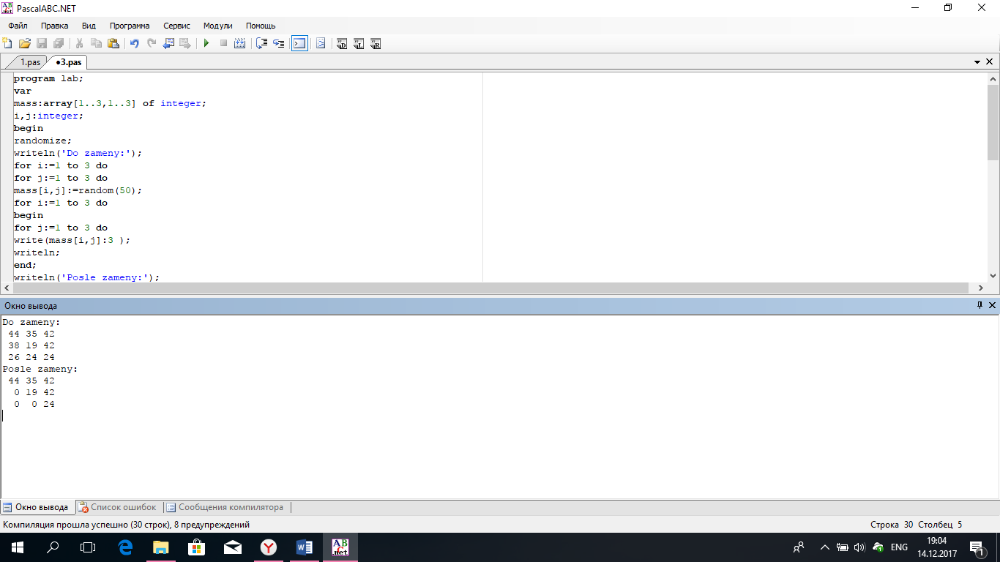 PascalABC.NET
Файл Правка Вид Программа Сервис Модули Помощь
1.pas •3.pas
program lab;
var
mass:array[1..3,1..3] of integer;
i,j:integer;
begin
randomize;
writeln('Do zameny:');
for i:=1 to 3 do
for j:=1 to 3 do
mass[i,j]:=random(50);
for i:=1 to 3 do
begin
for j:=1 to 3 do
write(mass[i,j]:3 );
writeln;
end;
writeln('Posle zameny:');
Окно вывода
Do zameny:
44 35 42
38 19 42
26 24 24
Posle zameny:
44 35 42
0 19 42
0 0 24
Окно вывода Список ошибок Сообщения компилятора
Компиляция прошла успешно (30 строк), 8 предупреждений Строка 30 Столбец 5
ENG 19:04
14.12.2017